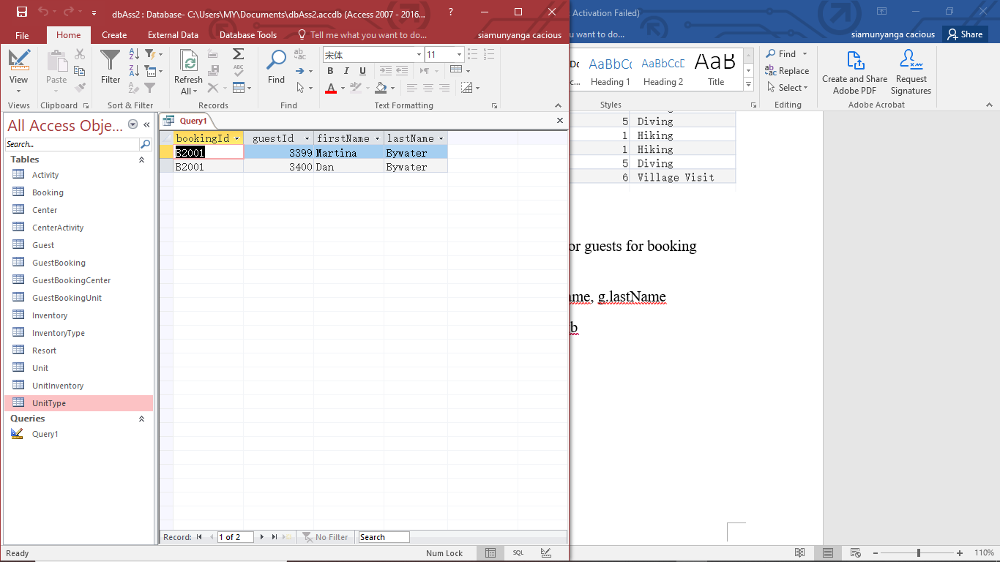 dbAss2 : Database- C:\Users\MY\Documents\dbAss2.accdb (Access 2007 - 2016...
?
File
Home
Create
External Data
Database Tools
Tell me what you want to do...
siamunyanga cacious
View
Paste
Filter
Refresh
All
Find
宋体
11
B
I
U
A
Views
Clipboard
Sort & Filter
Records
Find
Text Formatting
All Access Obje...
Search...
Tables
Activity
Booking
Center
CenterActivity
Guest
GuestBooking
GuestBookingCenter
GuestBookingUnit
Inventory
InventoryType
Resort
Unit
UnitInventory
UnitType
Queries
Query1
Query1
bookingId guestId firstName lastName
B2001 3399 Martina Bywater
B2001 3400 Dan Bywater
Record: 1 of 2 No Filter Search
Ready
Num Lock
SQL
Activation Failed)
u want to do...
siamunyanga cacious
Share
AaBbCc
AaBbCcD
AaB
Heading 1
Heading 2
Title
Styles
Find
Replace
Select
Editing
Create and Share
Adobe PDF
Request
Signatures
Adobe Acrobat
5 Diving
1 Hiking
1 Hiking
5 Diving
6 Village Visit
or guests for booking
ame, g.lastName
b
110%